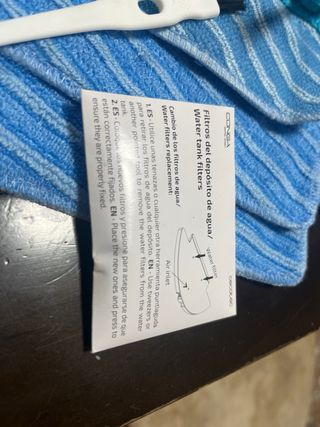 CONGA
Filtros del depósito de agua/
Water tank filters
Cambio de los filtros de agua/
Water filters replacement:
Air inlet
1. ES - Utilice unas tenazas o cualquier otra herramienta puntiaguda
para retirar los filtros de agua del depósito. EN - Use tweezers or
another pointed tool to remove the water filters from the water
tank.
2. ES - Coloque los nuevos filtros y presione para asegurarse de que
están correctamente fijados. EN - Place the new ones and press to
ensure they are properly fixed.